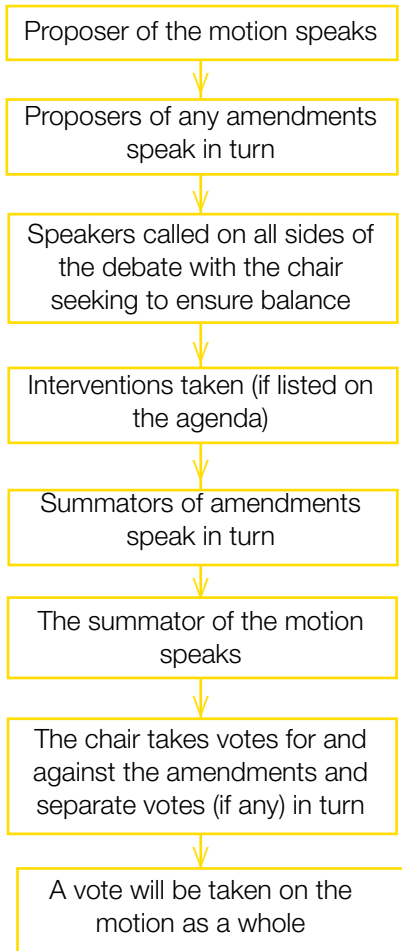 Proposer of the motion speaks
Proposers of any amendments
speak in turn
Speakers called on all sides of
the debate with the chair
seeking to ensure balance
Interventions taken (if listed on
the agenda)
Summators of amendments
speak in turn
The summator of the motion
speaks
The chair takes votes for and
against the amendments and
separate votes (if any) in turn
A vote will be taken on the
motion as a whole